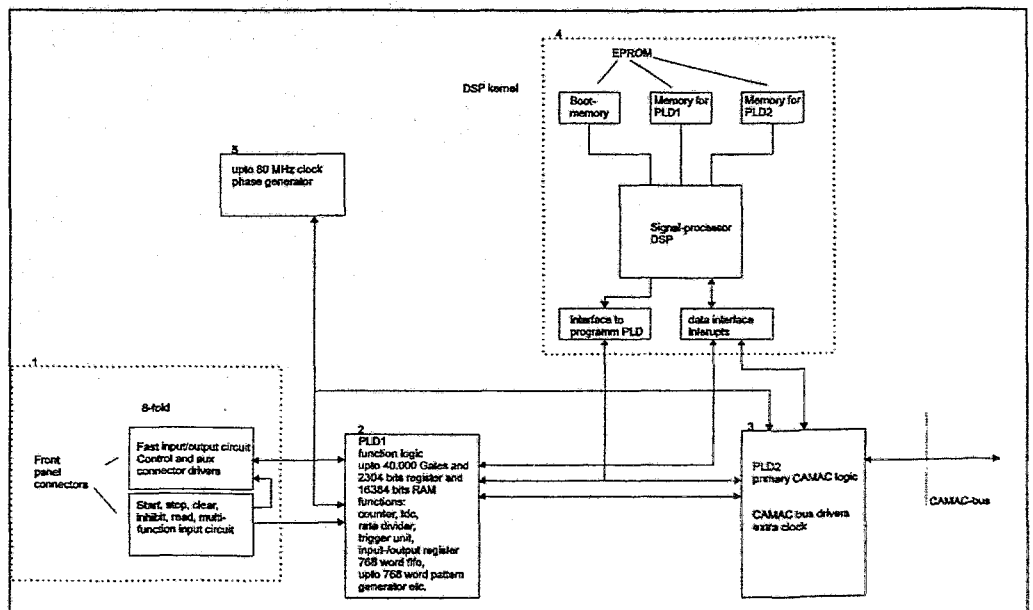 4
EPROM
DSP kernel
Boot-
memory
Memory for
PLD1
Memory for
PLD2
5
upto 80 MHz clock
phase generator
Signal-processor
DSP
interface to
programm PLD
data interface
interupts
1
8-fold
Front
panel
connectors
Fast input/output circuit
Control and aux
connector drivers
Start, stop, clear,
inhibit, read, multi-
function input circuit
2
PLD1
function logic
upto 40.000 Gates and
2304 bits register and
16384 bits RAM
functions:
counter, tdc,
rate divider,
trigger unit,
input-/output register
768 word fifo,
upto 768 word pattern
generator etc.
3
PLD2
primary CAMAC logic
CAMAC bus drivers
extra clock
CAMAC-bus